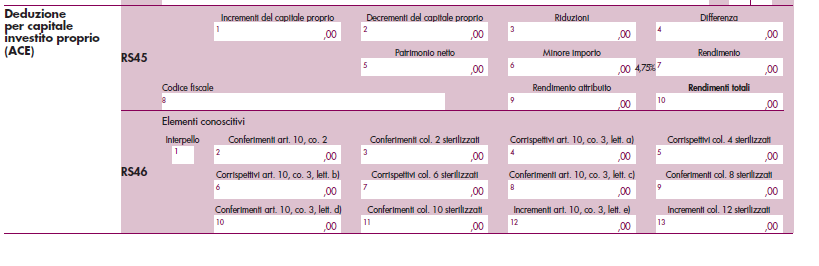 Deduzione
per capitale
investito proprio
(ACE)
RS45
Incrementi del capitale proprio
Decrementi del capitale proprio
Riduzioni
Differenza
1 ,00
2 ,00
3 ,00
4 ,00
Patrimonio netto
Minore importo
Rendimento
5 ,00
6 ,00
4,75%
7 ,00
Codice fiscale
Rendimento attribuito
Rendimenti totali
8
9 ,00
10 ,00
Elementi conoscitivi
RS46
Interpello
Conferimenti art. 10, co. 2
Conferimenti col. 2 sterilizzati
Corrispettivi art. 10, co. 3, lett. a)
Corrispettivi col. 4 sterilizzati
1
2 ,00
3 ,00
4 ,00
5 ,00
Corrispettivi art. 10, co. 3, lett. b)
Corrispettivi col. 6 sterilizzati
Conferimenti art. 10, co. 3, lett. c)
Conferimenti col. 8 sterilizzati
6 ,00
7 ,00
8 ,00
9 ,00
Conferimenti art. 10, co. 3, lett. d)
Conferimenti col. 10 sterilizzati
Incrementi art. 10, co. 3, lett. e)
Incrementi col. 12 sterilizzati
10 ,00
11 ,00
12 ,00
13 ,00